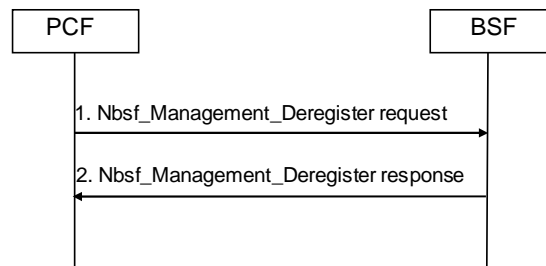 PCF
BSF
1. Nbsf_Management_Deregister request
2. Nbsf_Management_Deregister response